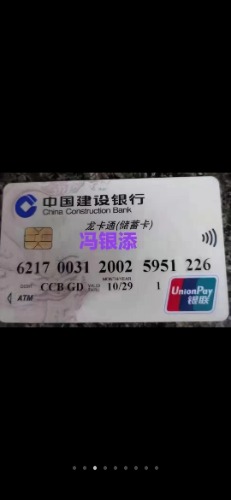 中国建设银行
China Construction Bank
龙卡通(储蓄卡)
冯银添
6217 0031 2002 5951 226
CCB GD 10/29 1
ATM
UnionPay
银联